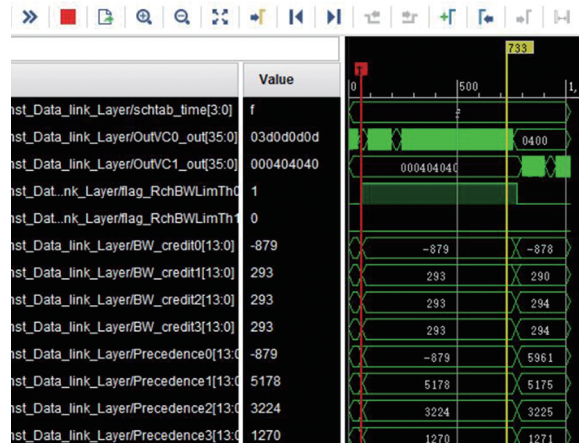 733
Value
0 500 1,
nst_Data_link_Layer/schtab_time[3:0] f
nst_Data_link_Layer/OutVC0_out[35:0] 03d0d0d0d 0400
nst_Data_link_Layer/OutVC1_out[35:0] 000404040 000404040
nst_Dat...nk_Layer/flag_RchBWLimTh0 1
nst_Dat...nk_Layer/flag_RchBWLimTh1 0
nst_Data_link_Layer/BW_credit0[13:0] -879 -879 -878
nst_Data_link_Layer/BW_credit1[13:0] 293 293 290
nst_Data_link_Layer/BW_credit2[13:0] 293 293 294
nst_Data_link_Layer/BW_credit3[13:0] 293 293 294
nst_Data_link_Layer/Precedence0[13:0 -879 -879 5961
nst_Data_link_Layer/Precedence1[13:0 5178 5178 5175
nst_Data_link_Layer/Precedence2[13:0 3224 3224 3225
nst_Data_link_Layer/Precedence3[13:0 1270 1270 1271